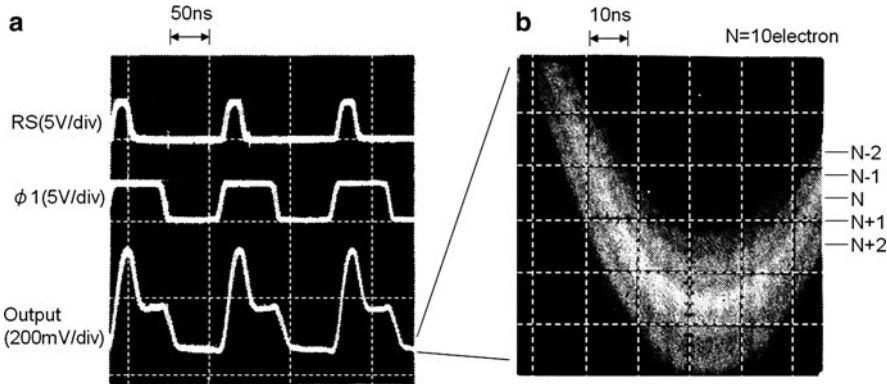 a
50ns
RS(5V/div)
ϕ1(5V/div)
Output
(200mV/div)
b
10ns
N=10electron
N-2
N-1
N
N+1
N+2